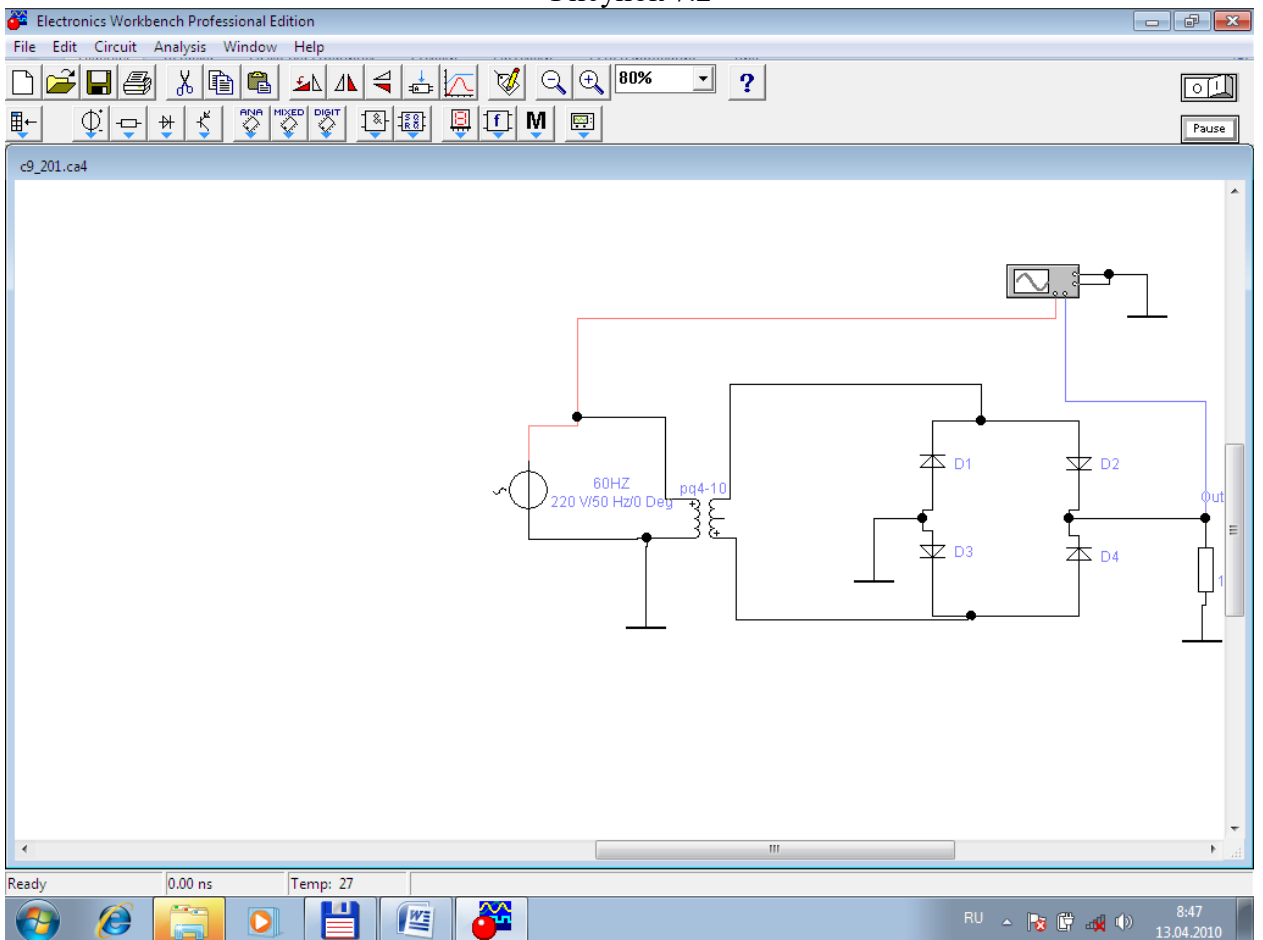 Electronics Workbench Professional Edition
File Edit Circuit Analysis Window Help
80%
?
ANA MIXED DIGIT
&
f
M
Pause
c9_201.ca4
D1
D2
60HZ
220 V/50 Hz/0 Deg
pq4-10
Out
D3
D4
1
Ready 0.00 ns Temp: 27
RU
8:47
13.04.2010